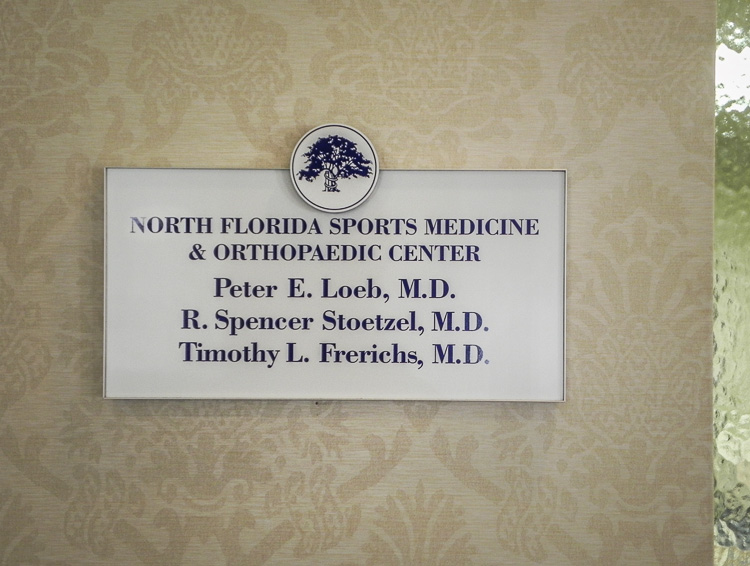 NORTH FLORIDA SPORTS MEDICINE
& ORTHOPAEDIC CENTER
Peter E. Loeb, M.D.
R. Spencer Stoetzel, M.D.
Timothy L. Frerichs, M.D.